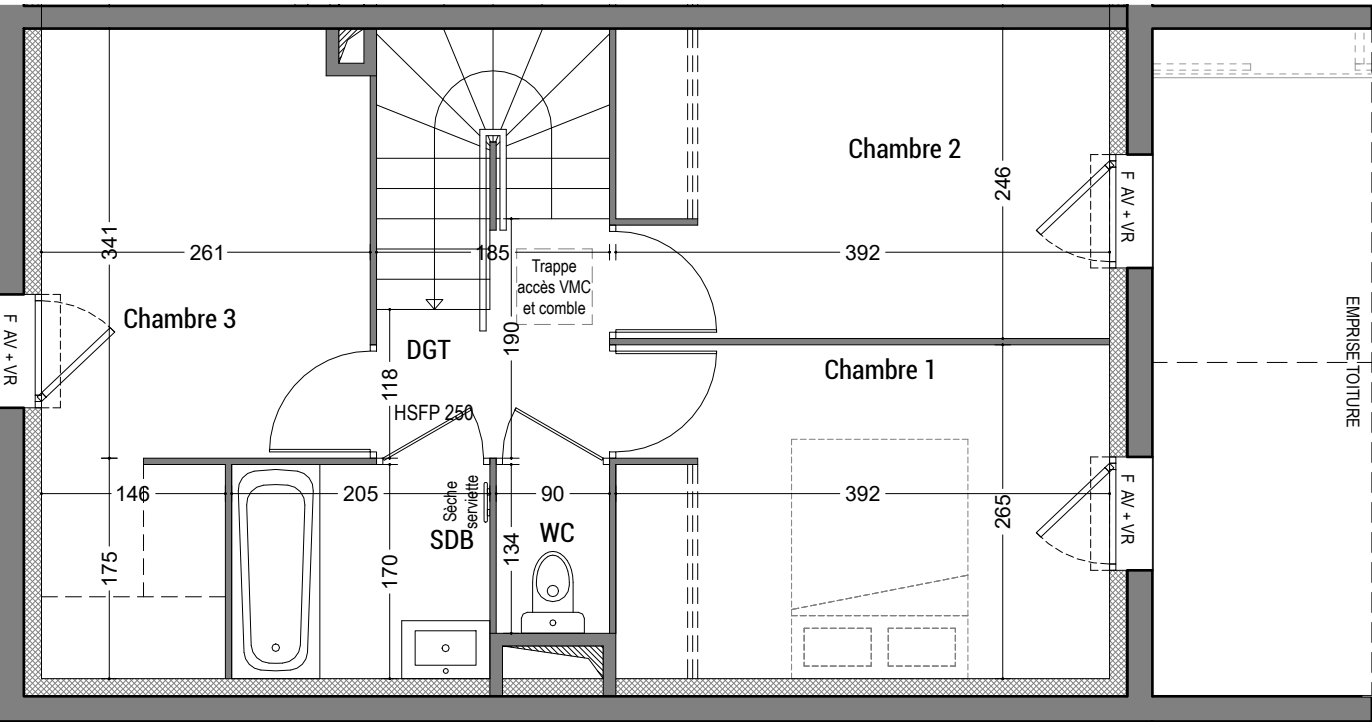 Chambre 2
F AV + VR
246
341
261
185
392
Trappe
accès VMC
et comble
Chambre 3
F AV + VR
190
DGT
118
Chambre 1
EMPRISE TOITURE
HSFP 250
146
205
Sèche
serviette
90
392
265
F AV + VR
SDB
WC
134
175
170